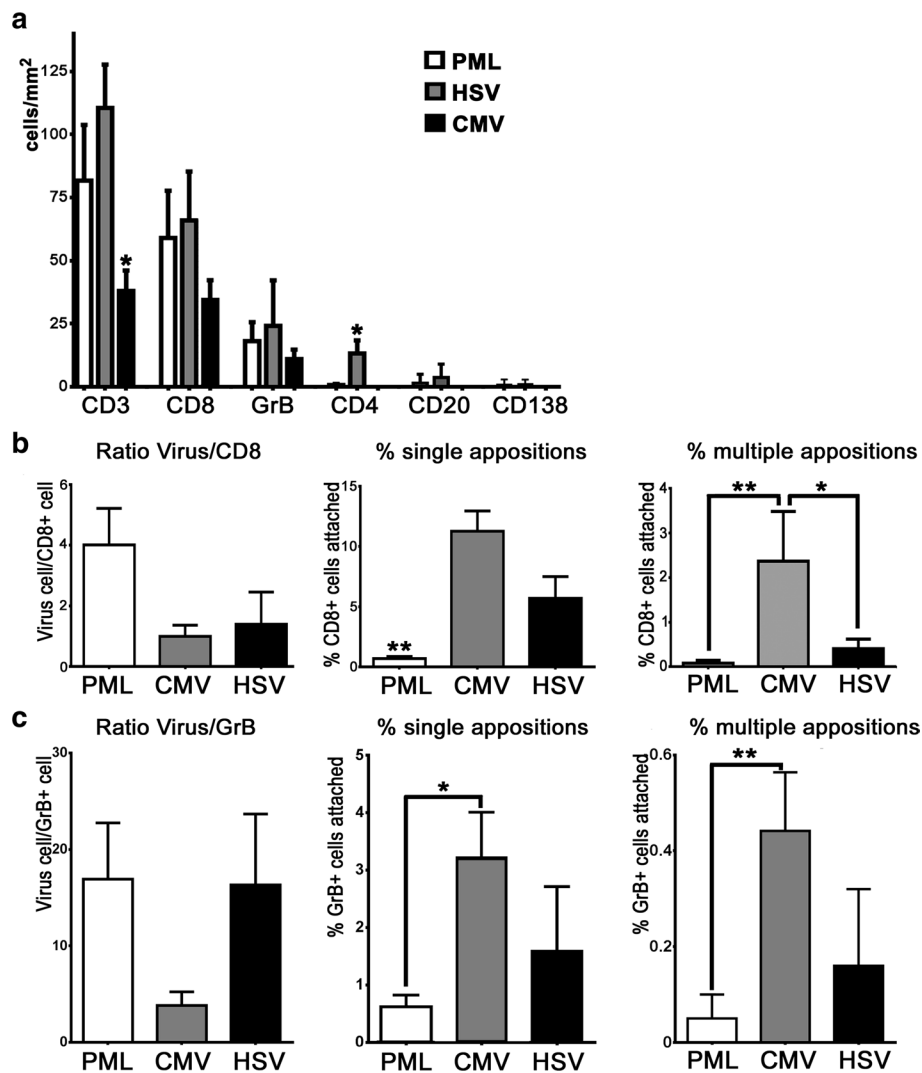 a
cells/mm²
125
100
75
50
25
0
PML
HSV
CMV
*
*
CD3 CD8 GrB CD4 CD20 CD138
b
Ratio Virus/CD8
Virus cell/CD8+ cell
6
4
2
0
PML CMV HSV
% single appositions
% CD8+ cells attached
15
10
5
0
**
PML CMV HSV
% multiple appositions
% CD8+ cells attached
4
3
2
1
0
** *
PML CMV HSV
c
Ratio Virus/GrB
Virus cell/GrB+ cell
30
20
10
0
PML CMV HSV
% single appositions
% GrB+ cells attached
5
4
3
2
1
0
*
PML CMV HSV
% multiple appositions
% GrB+ cells attached
0.6
0.4
0.2
0
**
PML CMV HSV